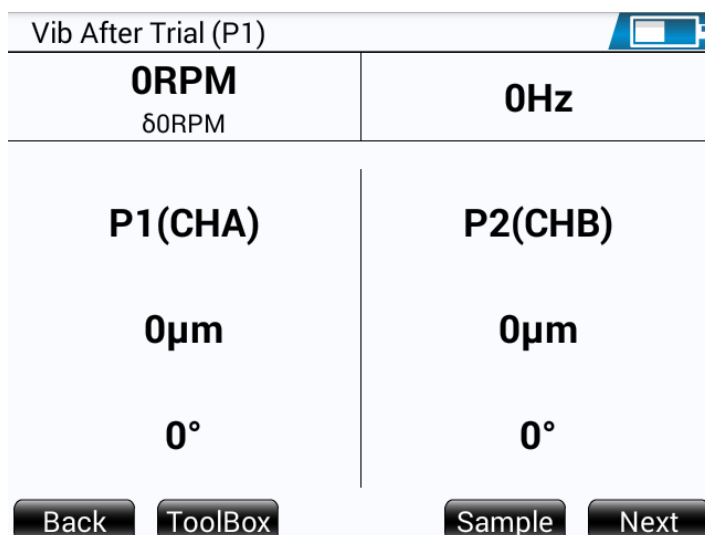 Vib After Trial (P1)
0RPM
δ0RPM
0Hz
P1(CHA)
P2(CHB)
0µm
0µm
0°
0°
Back ToolBox Sample Next